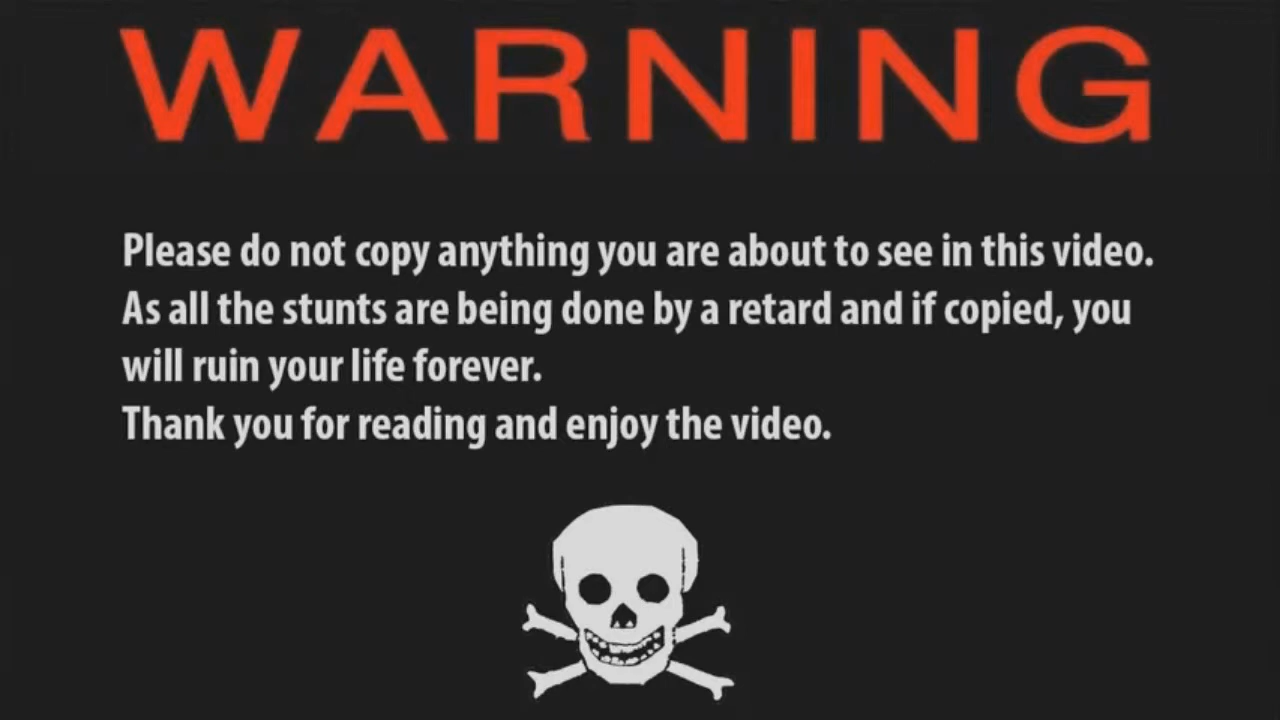 WARNING
Please do not copy anything you are about to see in this video.
As all the stunts are being done by a retard and if copied, you
will ruin your life forever.
Thank you for reading and enjoy the video.